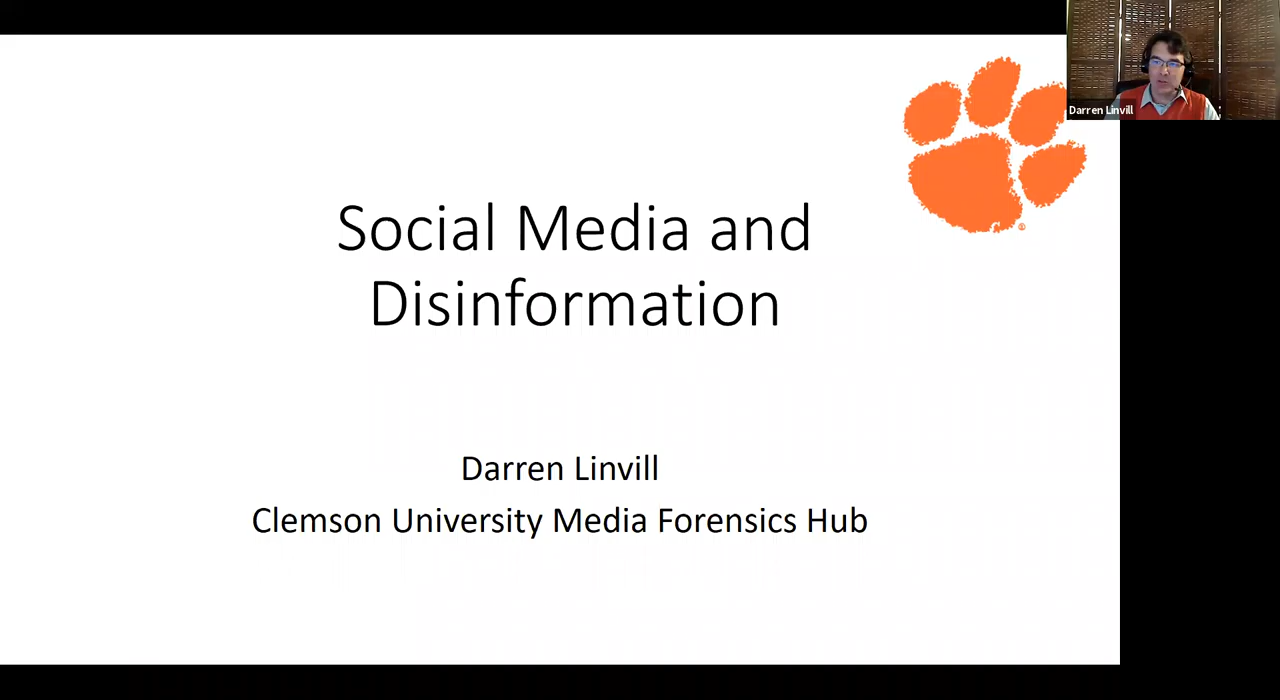 Social Media and
Disinformation
Darren Linvill
Clemson University Media Forensics Hub
Darren Linvill